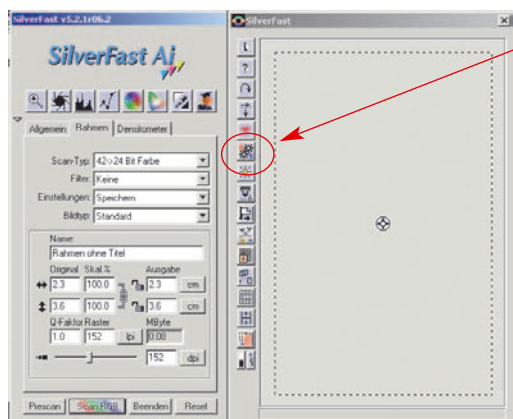 SilverFast v5.2.1r06.2
SilverFast Ai
Allgemein Rahmen Densitometer
Scan-Typ: 42->24 Bit Farbe
Filter: Keine
Einstellungen: Speichern
Bildtyp: Standard
Name:
Rahmen ohne Titel
Original Skal.% Ausgabe
2.3 100.0 2.3 cm
3.6 100.0 3.6 cm
Q-Faktor Raster MByte
1.0 152 lpi 0.08
152 dpi
Prescan Scan RGB Beenden Reset
SilverFast